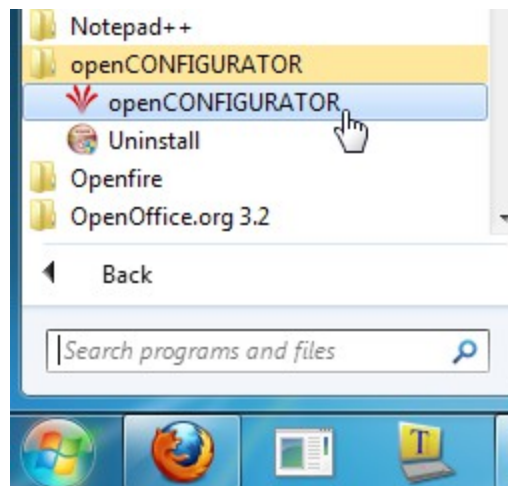 Notepad++
openCONFIGURATOR
openCONFIGURATOR
Uninstall
Openfire
OpenOffice.org 3.2
Back
Search programs and files
T